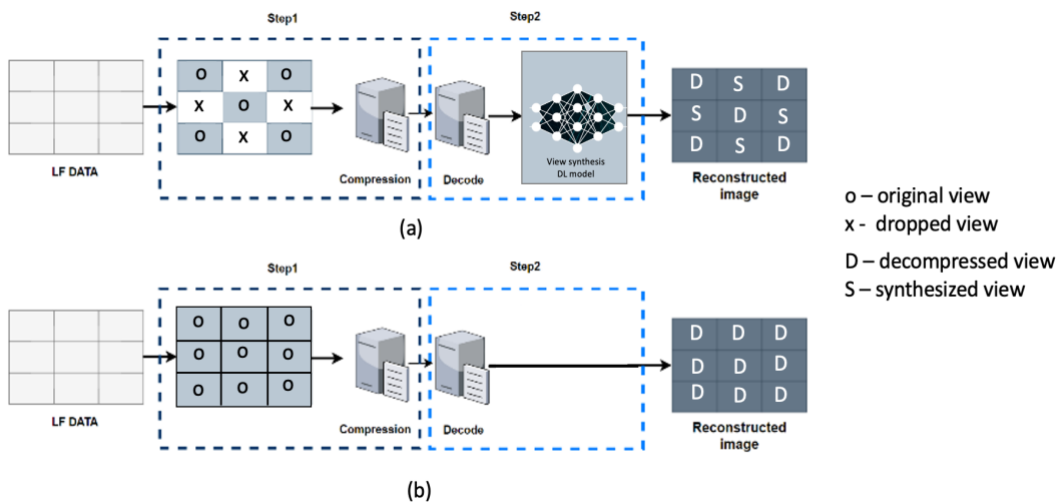 Step1
Step2
O X O
X O X
O X O
View synthesis
DL model
D S D
S D S
D S D
LF DATA
Compression
Decode
Reconstructed
image
(a)
o – original view
x - dropped view
D – decompressed view
S – synthesized view
Step1
Step2
O O O
O O O
O O O
D D D
D D D
D D D
LF DATA
Compression
Decode
Reconstructed
image
(b)